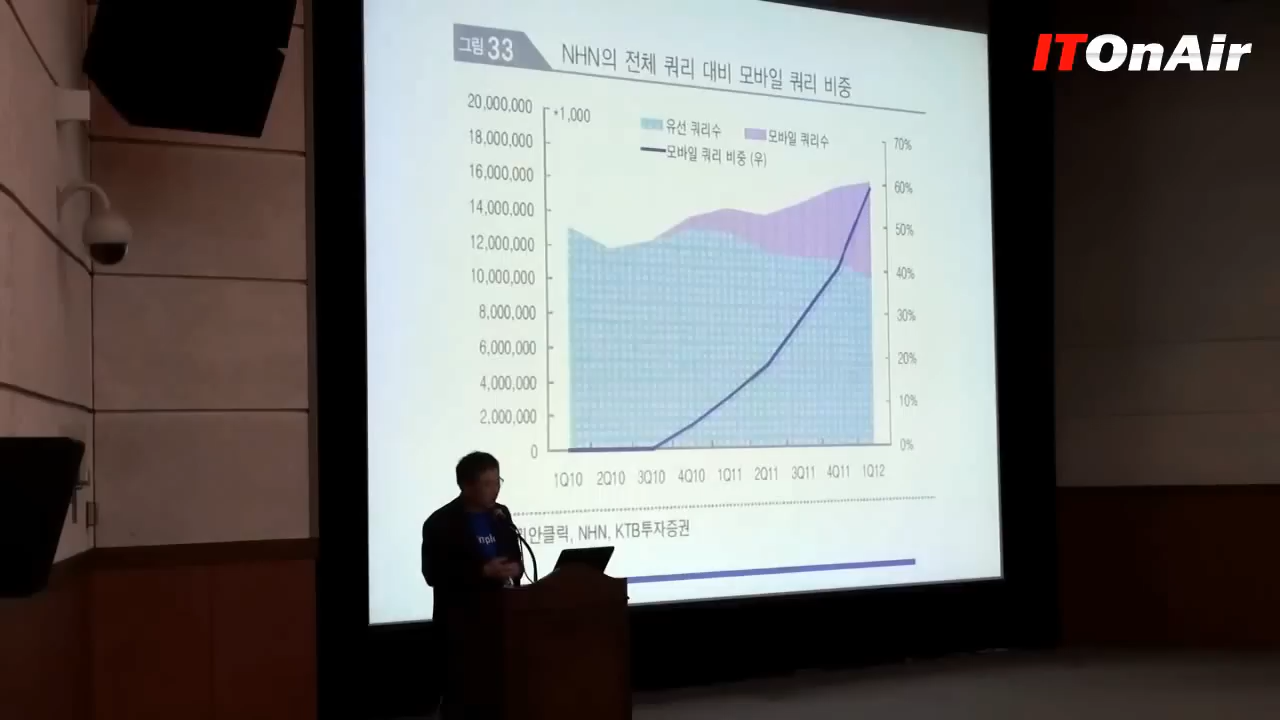 ITOnAir
그림 33
NHN의 전체 쿼리 대비 모바일 쿼리 비중
20,000,000
18,000,000
16,000,000
14,000,000
12,000,000
10,000,000
8,000,000
6,000,000
4,000,000
2,000,000
0
*1,000
유선 쿼리수
모바일 쿼리수
모바일 쿼리 비중 (우)
70%
60%
50%
40%
30%
20%
10%
0%
1Q10 2Q10 3Q10 4Q10 1Q11 2Q11 3Q11 4Q11 1Q12
안클릭, NHN, KTB투자증권